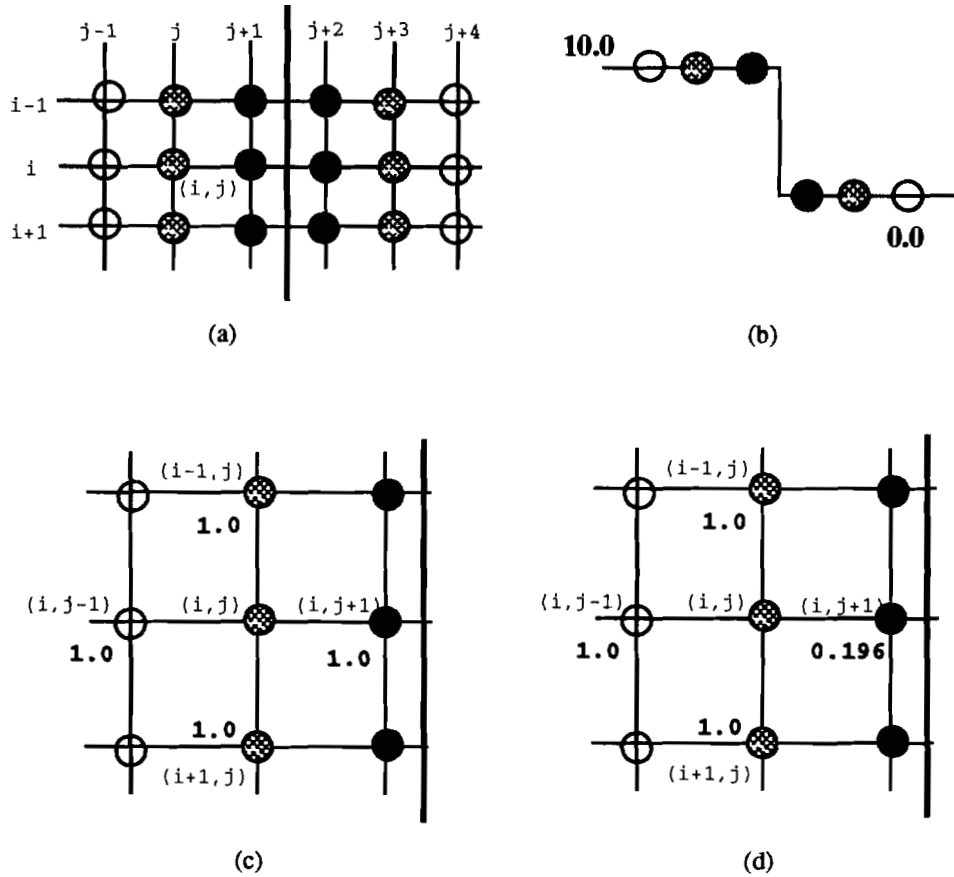 j-1 j j+1 j+2 j+3 j+4
i-1
i
(i,j)
i+1
(a)
10.0
0.0
(b)
(i-1,j)
1.0
(i,j-1) (i,j) (i,j+1)
1.0 1.0
1.0
(i+1,j)
(c)
(i-1,j)
1.0
(i,j-1) (i,j) (i,j+1)
1.0 0.196
1.0
(i+1,j)
(d)